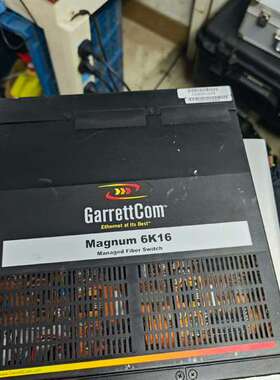 GarrettCom
Ethernet at Its Best
Magnum 6K16
Managed Fiber Switch